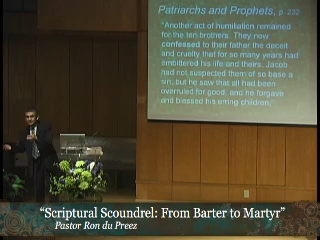 Patriarchs and Prophets, p. 232
"Another act of humiliation remained
for the ten brothers. They now
confessed to their father the deceit
and cruelty that for so many years had
embittered his life and theirs. Jacob
had not suspected them of so base a
sin, but he saw that all had been
overruled for good, and he forgave
and blessed his erring children."
"Scriptural Scoundrel: From Barter to Martyr"
Pastor Ron du Preez